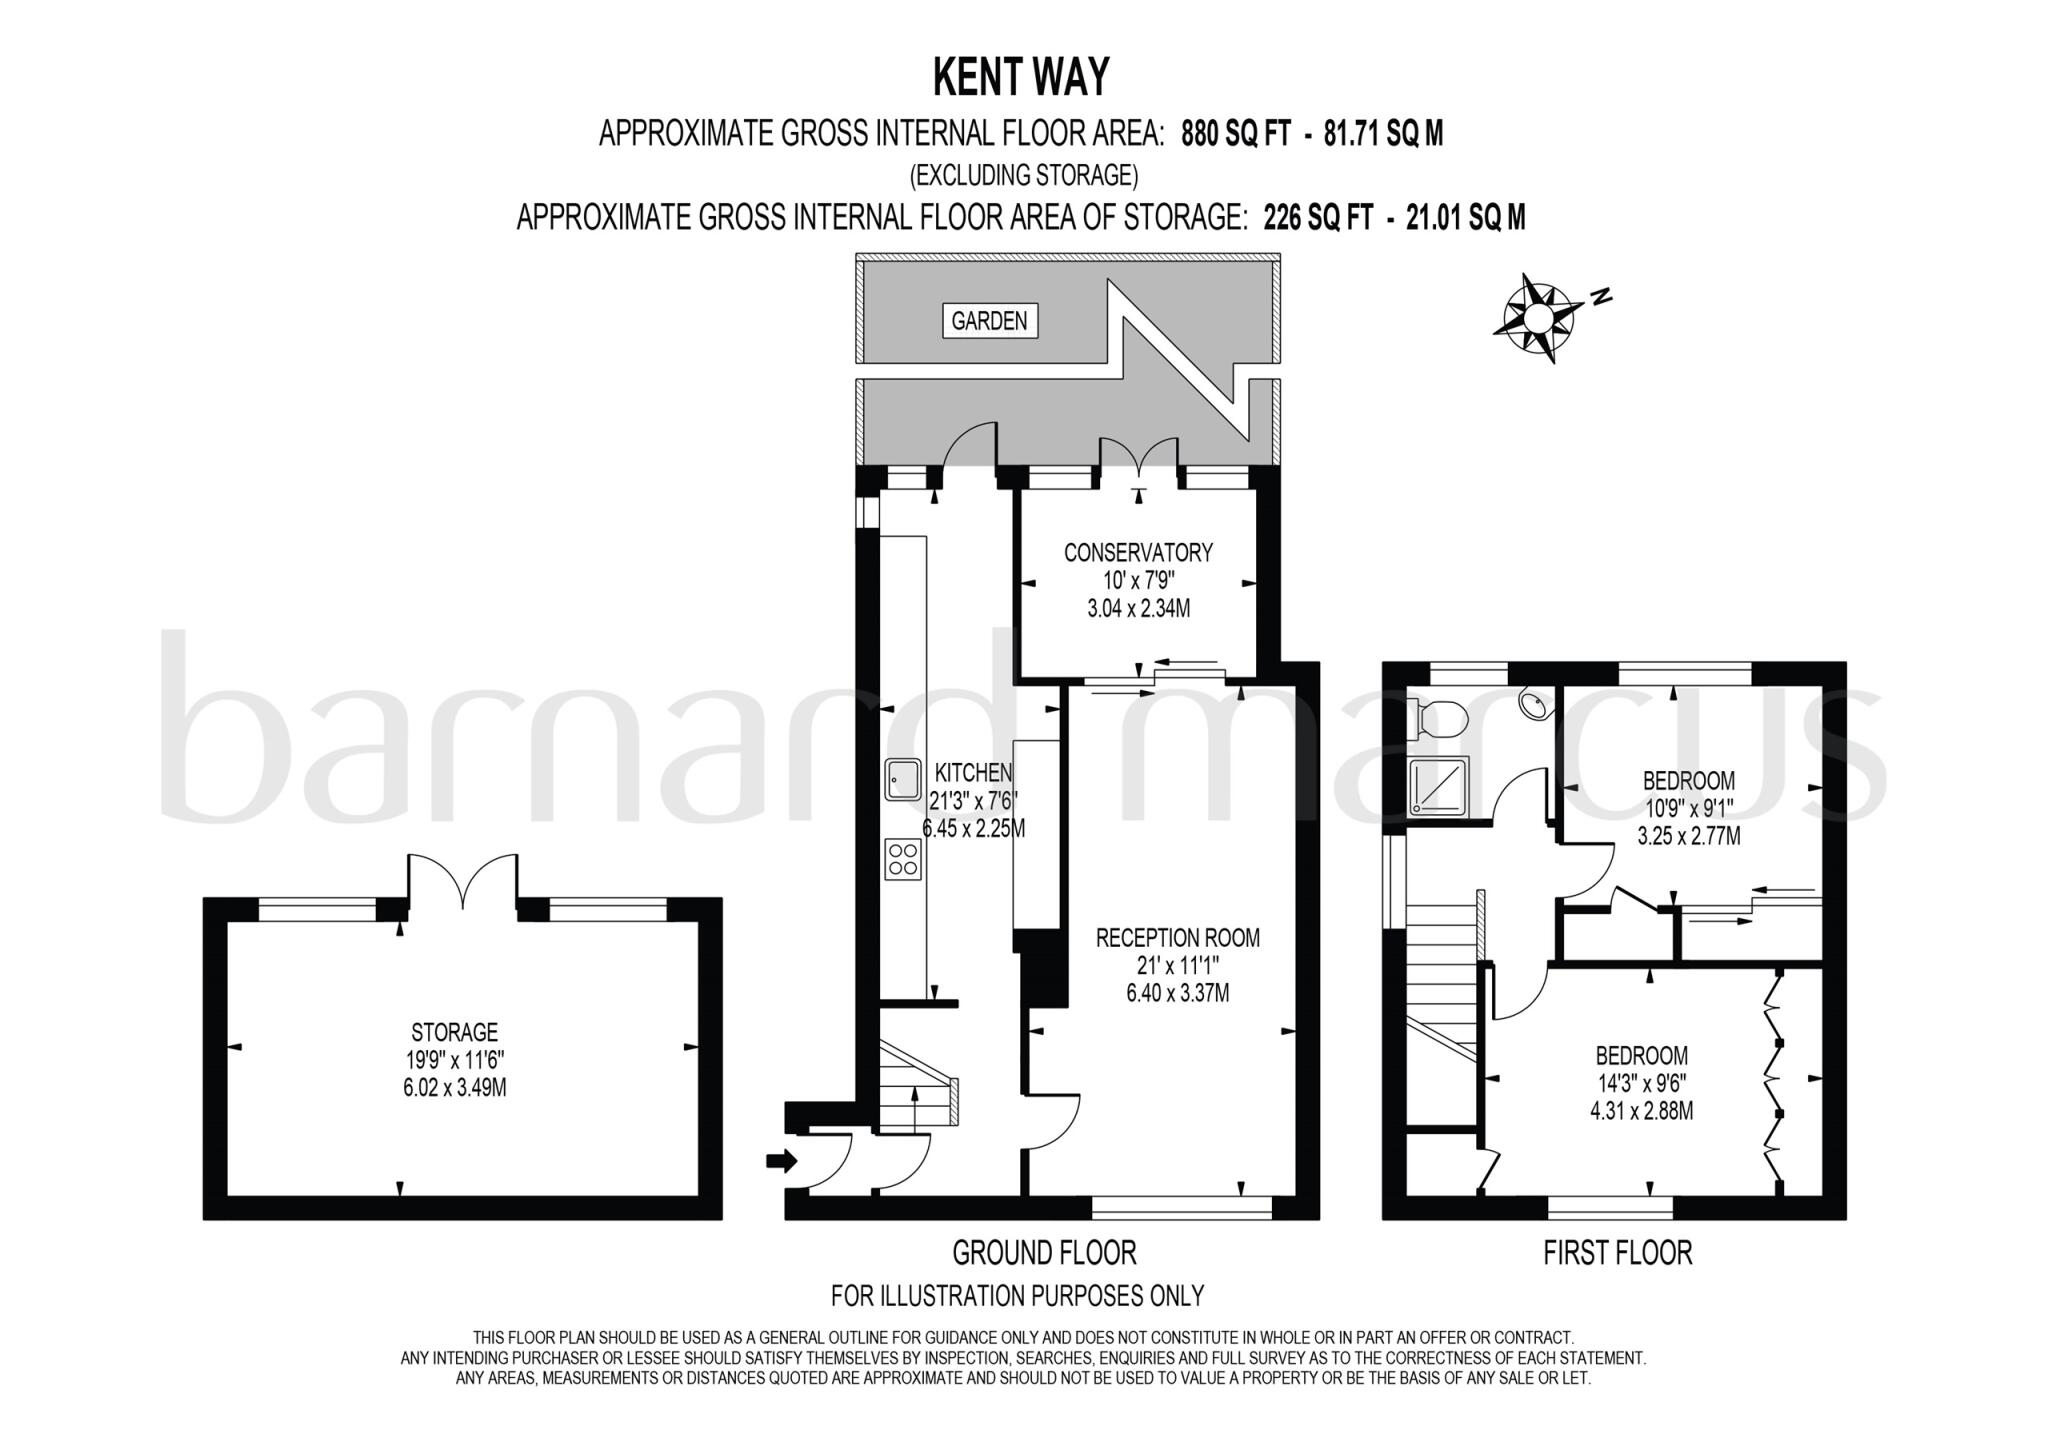 KENT WAY
APPROXIMATE GROSS INTERNAL FLOOR AREA: 880 SQ FT - 81.71 SQ M
(EXCLUDING STORAGE)
APPROXIMATE GROSS INTERNAL FLOOR AREA OF STORAGE: 226 SQ FT - 21.01 SQ M
N
GARDEN
CONSERVATORY
10' x 7'9"
3.04 x 2.34M
barnard marcus
KITCHEN
21'3" x 7'6"
6.45 x 2.25M
BEDROOM
10'9" x 9'1"
3.25 x 2.77M
RECEPTION ROOM
21' x 11'1"
6.40 x 3.37M
STORAGE
19'9" x 11'6"
6.02 x 3.49M
BEDROOM
14'3" x 9'6"
4.31 x 2.88M
GROUND FLOOR
FIRST FLOOR
FOR ILLUSTRATION PURPOSES ONLY
THIS FLOOR PLAN SHOULD BE USED AS A GENERAL OUTLINE FOR GUIDANCE ONLY AND DOES NOT CONSTITUTE IN WHOLE OR IN PART AN OFFER OR CONTRACT.
ANY INTENDING PURCHASER OR LESSEE SHOULD SATISFY THEMSELVES BY INSPECTION, SEARCHES, ENQUIRIES AND FULL SURVEY AS TO THE CORRECTNESS OF EACH STATEMENT.
ANY AREAS, MEASUREMENTS OR DISTANCES QUOTED ARE APPROXIMATE AND SHOULD NOT BE USED TO VALUE A PROPERTY OR BE THE BASIS OF ANY SALE OR LET.